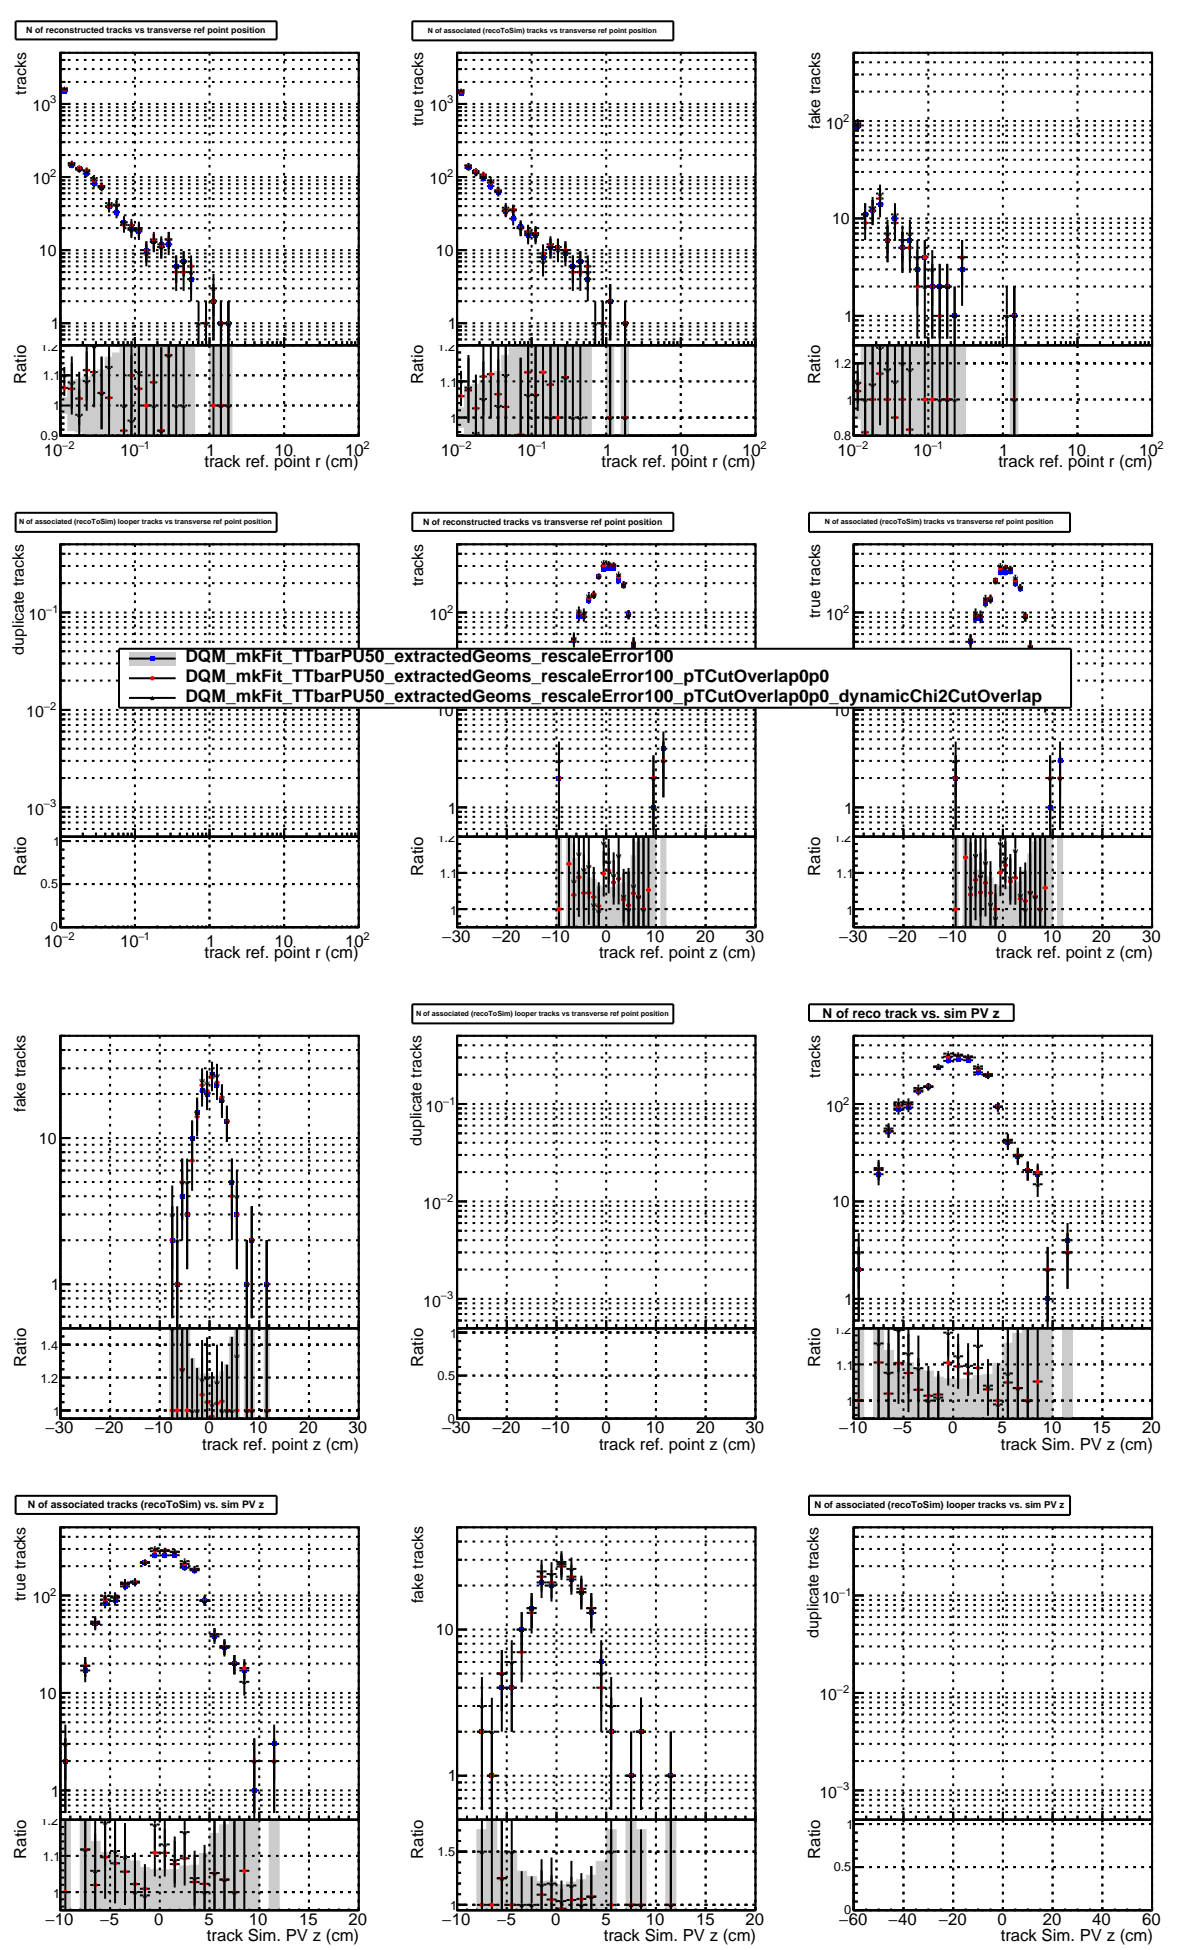 N of reconstructed tracks vs transverse ref point position
tracks
10³
10²
10
1
Ratio
1.2
1.1
1
0.9
10⁻² 10⁻¹ 1 10 10²
track ref. point r (cm)
N of associated (recoToSim) tracks vs transverse ref point position
true tracks
10³
10²
10
1
Ratio
1.2
1.1
1
10⁻² 10⁻¹ 1 10 10²
track ref. point r (cm)
fake tracks
10²
10
1
Ratio
1.2
1
0.8
10⁻² 10⁻¹ 1 10 10²
track ref. point r (cm)
N of associated (recoToSim) looper tracks vs transverse ref point position
duplicate tracks
10⁻¹
10⁻²
10⁻³
Ratio
1
0.5
0
10⁻² 10⁻¹ 1 10 10²
track ref. point r (cm)
N of reconstructed tracks vs transverse ref point position
tracks
10²
10
1
Ratio
1.2
1.1
1
−30 −20 −10 0 10 20 30
track ref. point z (cm)
N of associated (recoToSim) tracks vs transverse ref point position
true tracks
10²
10
1
Ratio
1.2
1.1
1
−30 −20 −10 0 10 20 30
track ref. point z (cm)
DQM_mkFit_TTbarPU50_extractedGeoms_rescaleError100
DQM_mkFit_TTbarPU50_extractedGeoms_rescaleError100_pTCutOverlap0p0
DQM_mkFit_TTbarPU50_extractedGeoms_rescaleError100_pTCutOverlap0p0_dynamicChi2CutOverlap
fake tracks
10
1
Ratio
1.4
1.2
1
−30 −20 −10 0 10 20 30
track ref. point z (cm)
N of associated (recoToSim) looper tracks vs transverse ref point position
duplicate tracks
10⁻¹
10⁻²
10⁻³
Ratio
1
0.5
0
−30 −20 −10 0 10 20 30
track ref. point z (cm)
N of reco track vs. sim PV z
tracks
10²
10
1
Ratio
1.2
1.1
1
−10 −5 0 5 10 15 20
track Sim. PV z (cm)
N of associated tracks (recoToSim) vs. sim PV z
true tracks
10²
10
1
Ratio
1.2
1.1
1
−10 −5 0 5 10 15 20
track Sim. PV z (cm)
fake tracks
10
1
Ratio
1.5
1
−10 −5 0 5 10 15 20
track Sim. PV z (cm)
N of associated (recoToSim) looper tracks vs. sim PV z
duplicate tracks
10⁻¹
10⁻²
10⁻³
Ratio
1
0.5
0
−60 −40 −20 0 20 40 60
track Sim. PV z (cm)